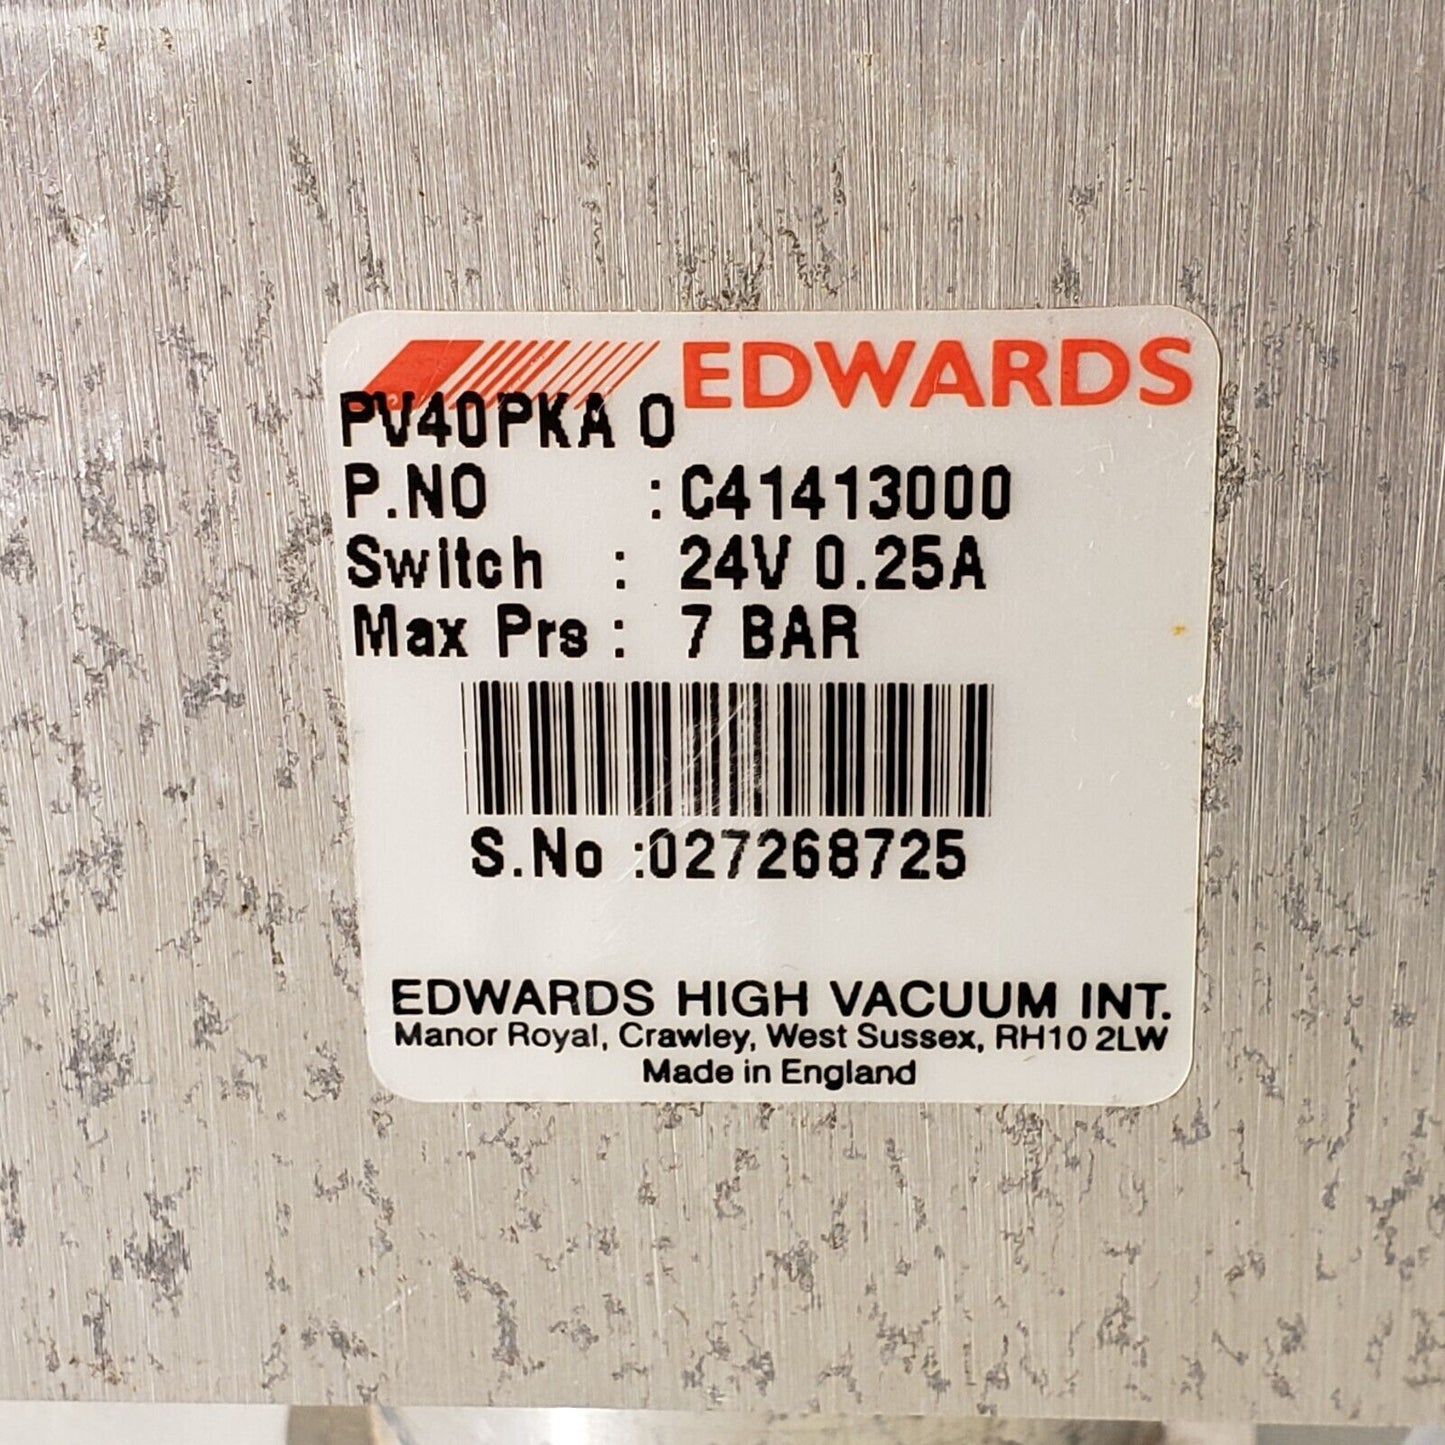 EDWARDS
PV40PKA O
P.NO : C41413000
Switch : 24V 0.25A
Max Prs : 7 BAR
S.No :027268725
EDWARDS HIGH VACUUM INT.
Manor Royal, Crawley, West Sussex, RH10 2LW
Made in England